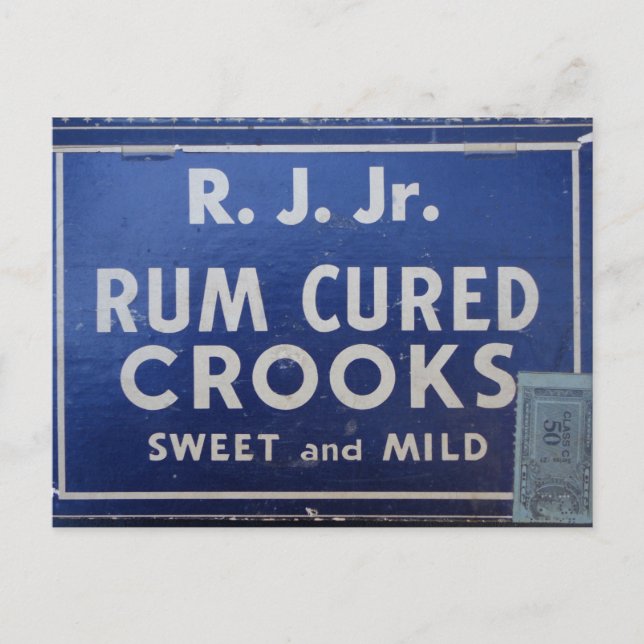 R. J. Jr.
RUM CURED
CROOKS
SWEET and MILD
CLASS C
50